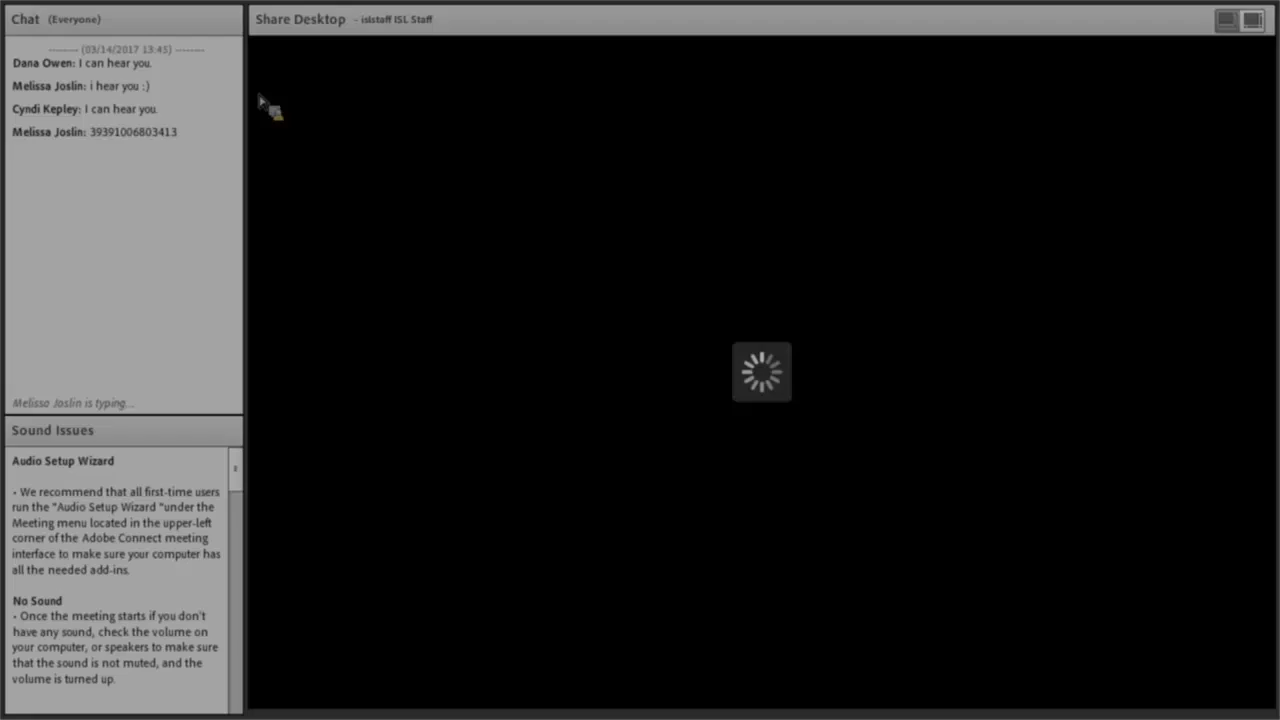 Chat (Everyone)
-------- (03/14/2017 13:45) --------
Dana Owen: I can hear you.
Melissa Joslin: i hear you :)
Cyndi Kepley: I can hear you.
Melissa Joslin: 39391006803413
Melissa Joslin is typing...
Sound Issues
Audio Setup Wizard
• We recommend that all first-time users
run the "Audio Setup Wizard "under the
Meeting menu located in the upper-left
corner of the Adobe Connect meeting
interface to make sure your computer has
all the needed add-ins.
No Sound
• Once the meeting starts if you don't
have any sound, check the volume on
your computer, or speakers to make sure
that the sound is not muted, and the
volume is turned up.
Share Desktop - islstaff ISL Staff